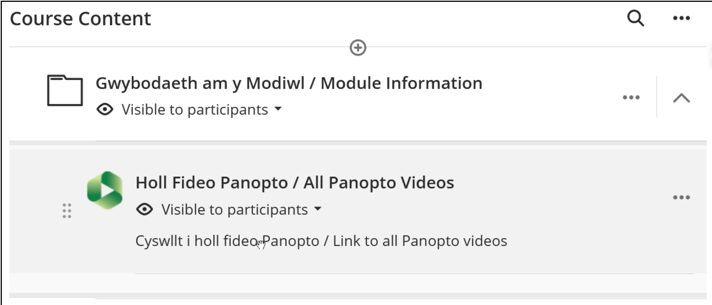 Course Content
Gwybodaeth am y Modiwl / Module Information
Visible to participants
Holl Fideo Panopto / All Panopto Videos
Visible to participants
Cyswllt i holl fideo Panopto / Link to all Panopto videos